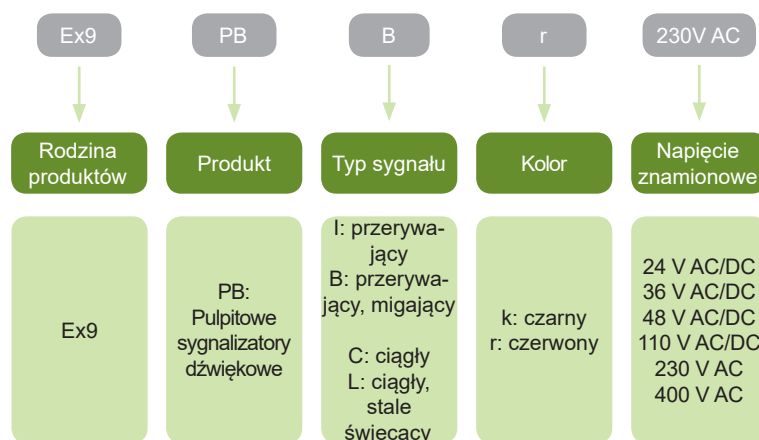 Ex9
PB
B
r
230V AC
Rodzina
produktów
Produkt
Typ sygnału
Kolor
Napięcie
znamionowe
Ex9
PB:
Pulpitowe
sygnalizatory
dźwiękowe
I: przerywa-
jący
B: przerywa-
jący, migający
C: ciągły
L: ciągły,
stale
świecący
k: czarny
r: czerwony
24 V AC/DC
36 V AC/DC
48 V AC/DC
110 V AC/DC
230 V AC
400 V AC